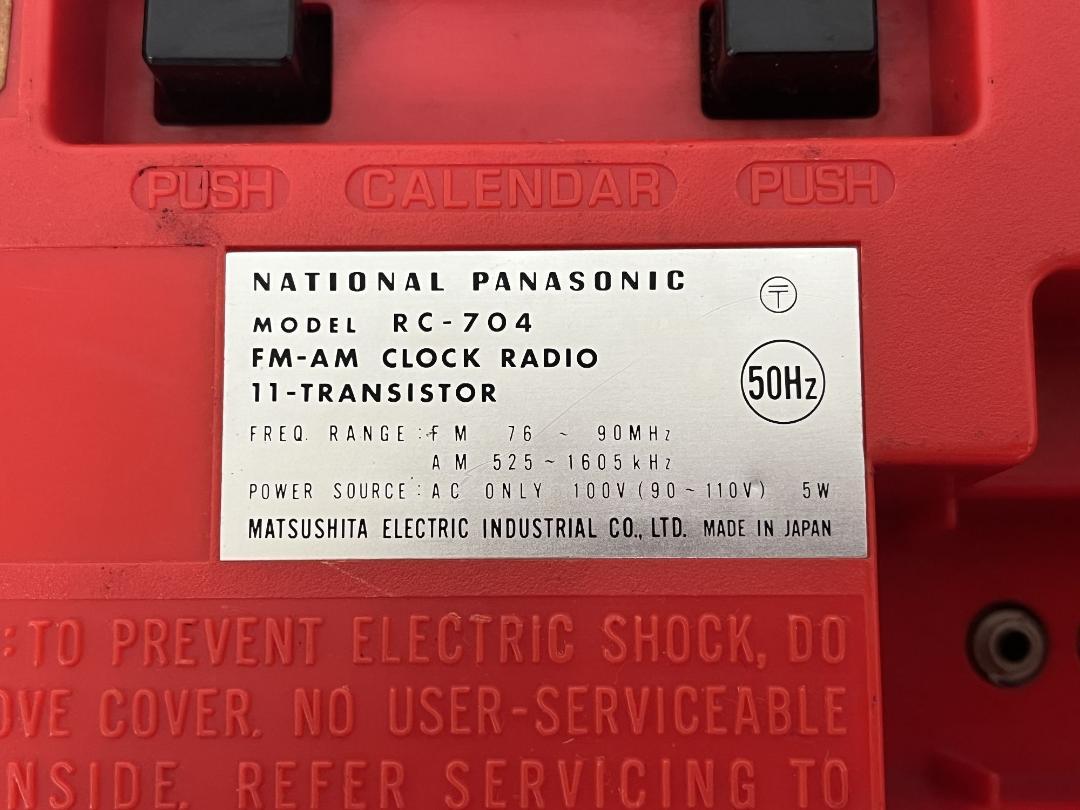 PUSH CALENDAR PUSH
NATIONAL PANASONIC
〒
MODEL RC-704
FM-AM CLOCK RADIO
11-TRANSISTOR
50Hz
FREQ. RANGE : FM 76 ~ 90MHz
AM 525 ~ 1605kHz
POWER SOURCE : AC ONLY 100V (90 ~ 110V) 5W
MATSUSHITA ELECTRIC INDUSTRIAL CO., LTD. MADE IN JAPAN
: TO PREVENT ELECTRIC SHOCK, DO
OVE COVER. NO USER-SERVICEABLE
NSIDE. REFER SERVICING TO